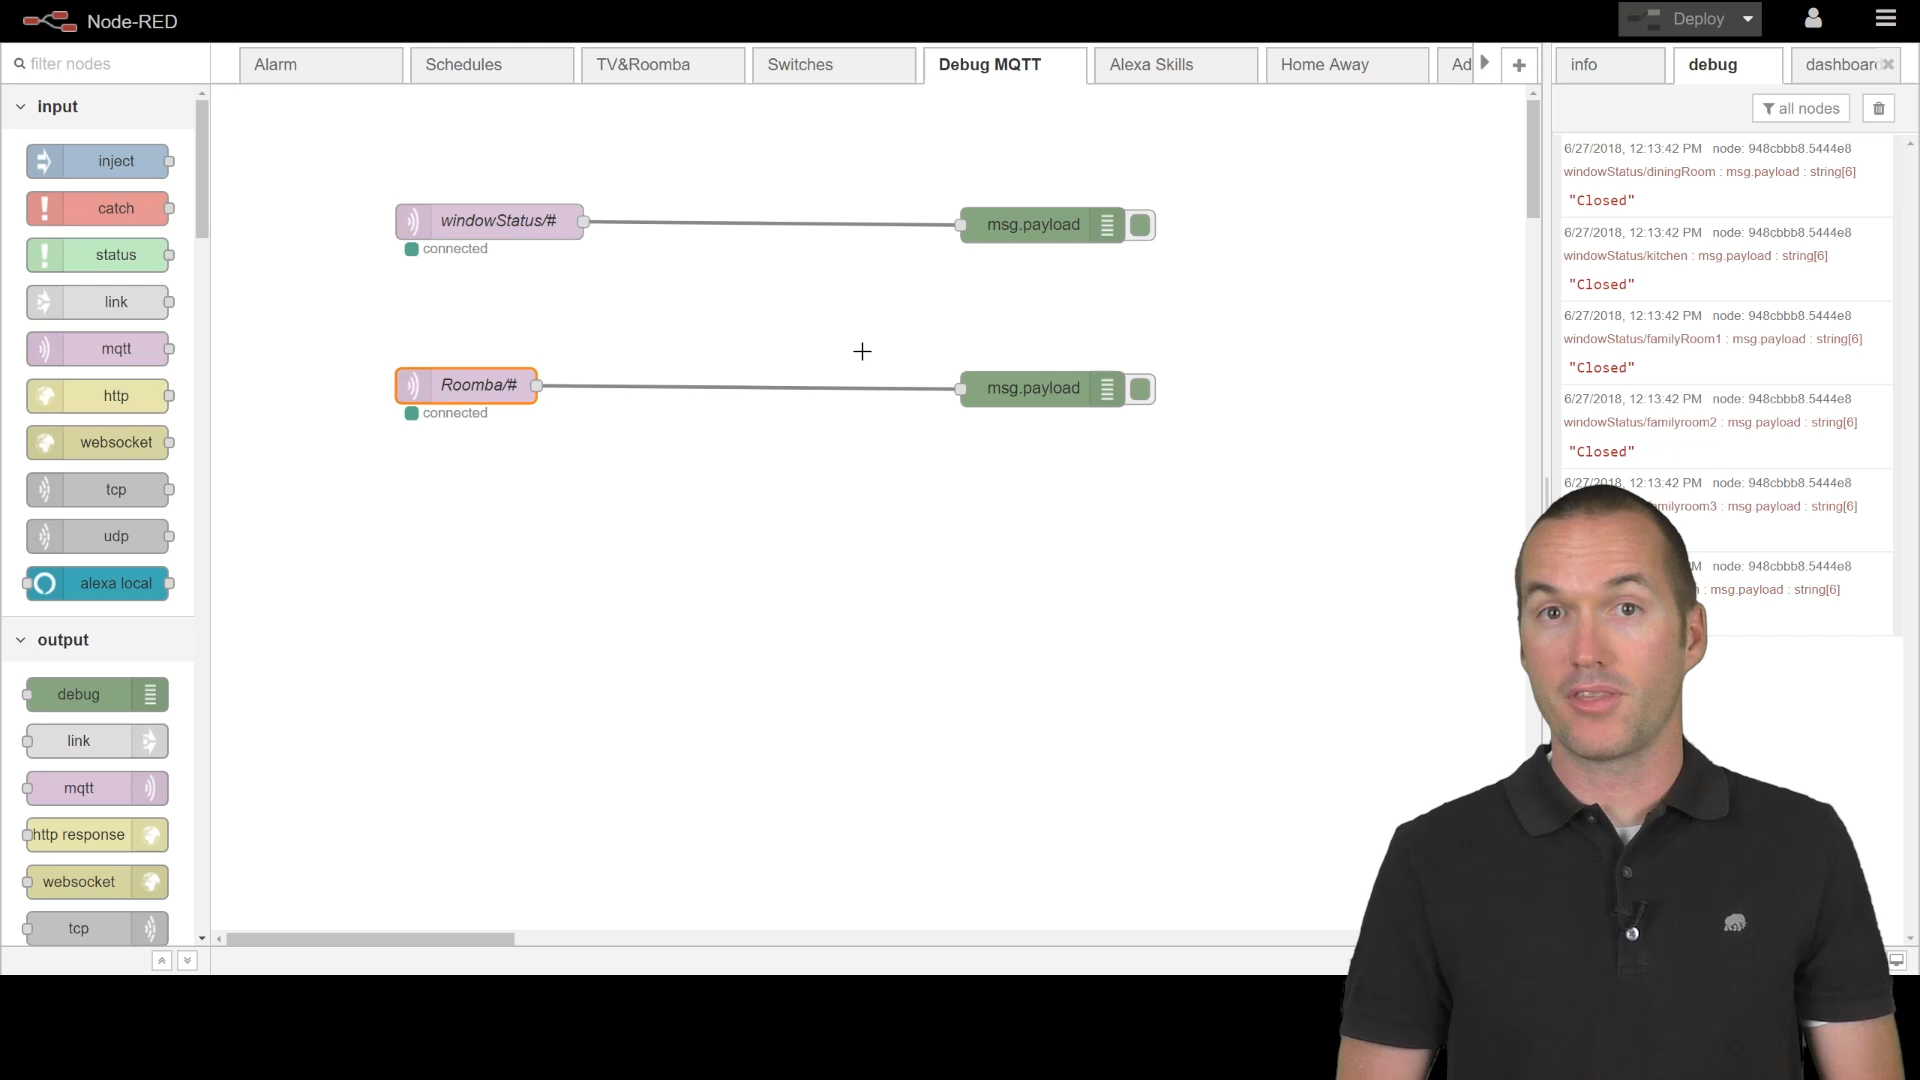 Node-RED
Deploy
filter nodes
Alarm
Schedules
TV&Roomba
Switches
Debug MQTT
Alexa Skills
Home Away
Ad
info
debug
dashboard
all nodes
input
inject
catch
status
link
mqtt
http
websocket
tcp
udp
alexa local
output
debug
link
mqtt
http response
websocket
tcp
windowStatus/#
connected
msg.payload
Roomba/#
connected
msg.payload
6/27/2018, 12:13:42 PM node: 948cbbb8.5444e8
windowStatus/diningRoom : msg.payload : string[6]
"Closed"
6/27/2018, 12:13:42 PM node: 948cbbb8.5444e8
windowStatus/kitchen : msg.payload : string[6]
"Closed"
6/27/2018, 12:13:42 PM node: 948cbbb8.5444e8
windowStatus/familyRoom1 : msg.payload : string[6]
"Closed"
6/27/2018, 12:13:42 PM node: 948cbbb8.5444e8
windowStatus/familyroom2 : msg.payload : string[6]
"Closed"
6/27/2018, 12:13:42 PM node: 948cbbb8.5444e8
milyroom3 : msg.payload : string[6]
M node: 948cbbb8.5444e8
: msg.payload : string[6]